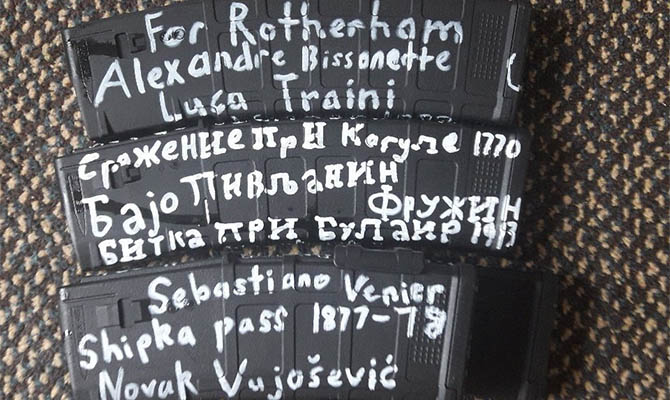 For Rotherham
Alexandre Bissonette
Luca Traini
Сражение при Кагуле 1770
Бајо Пивљанин
Фружин
Битка при Булаир 1913
Sebastiano Venier
Shipka pass 1877-78
Novak Vujošević